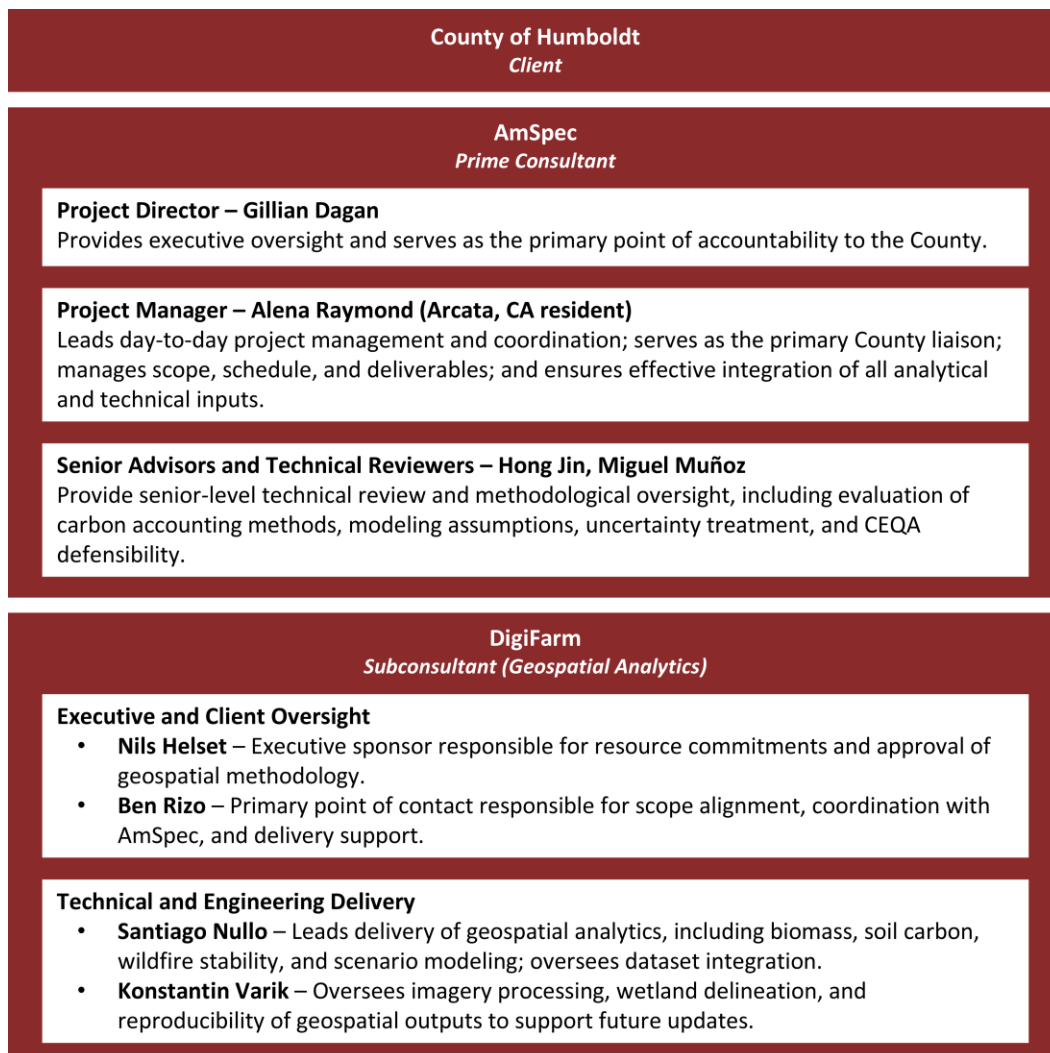 County of Humboldt
Client
AmSpec
Prime Consultant
Project Director – Gillian Dagan
Provides executive oversight and serves as the primary point of accountability to the County.
Project Manager – Alena Raymond (Arcata, CA resident)
Leads day-to-day project management and coordination; serves as the primary County liaison;
manages scope, schedule, and deliverables; and ensures effective integration of all analytical
and technical inputs.
Senior Advisors and Technical Reviewers – Hong Jin, Miguel Muñoz
Provide senior-level technical review and methodological oversight, including evaluation of
carbon accounting methods, modeling assumptions, uncertainty treatment, and CEQA
defensibility.
DigiFarm
Subconsultant (Geospatial Analytics)
Executive and Client Oversight
• Nils Helset – Executive sponsor responsible for resource commitments and approval of
geospatial methodology.
• Ben Rizo – Primary point of contact responsible for scope alignment, coordination with
AmSpec, and delivery support.
Technical and Engineering Delivery
• Santiago Nullo – Leads delivery of geospatial analytics, including biomass, soil carbon,
wildfire stability, and scenario modeling; oversees dataset integration.
• Konstantin Varik – Oversees imagery processing, wetland delineation, and
reproducibility of geospatial outputs to support future updates.